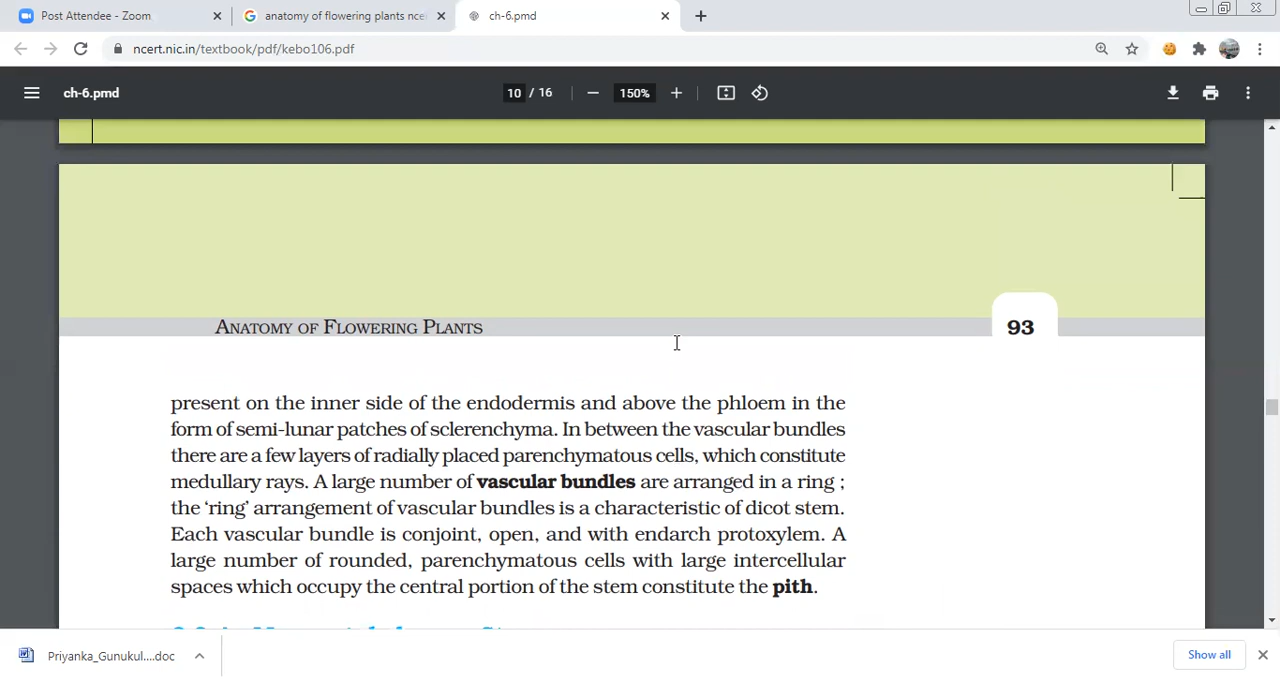 Post Attendee - Zoom
anatomy of flowering plants nce
ch-6.pmd
ncert.nic.in/textbook/pdf/kebo106.pdf
ch-6.pmd
10 / 16
150%
ANATOMY OF FLOWERING PLANTS
93
present on the inner side of the endodermis and above the phloem in the
form of semi-lunar patches of sclerenchyma. In between the vascular bundles
there are a few layers of radially placed parenchymatous cells, which constitute
medullary rays. A large number of vascular bundles are arranged in a ring ;
the ‘ring’ arrangement of vascular bundles is a characteristic of dicot stem.
Each vascular bundle is conjoint, open, and with endarch protoxylem. A
large number of rounded, parenchymatous cells with large intercellular
spaces which occupy the central portion of the stem constitute the pith.
Priyanka_Gunukul....doc
Show all